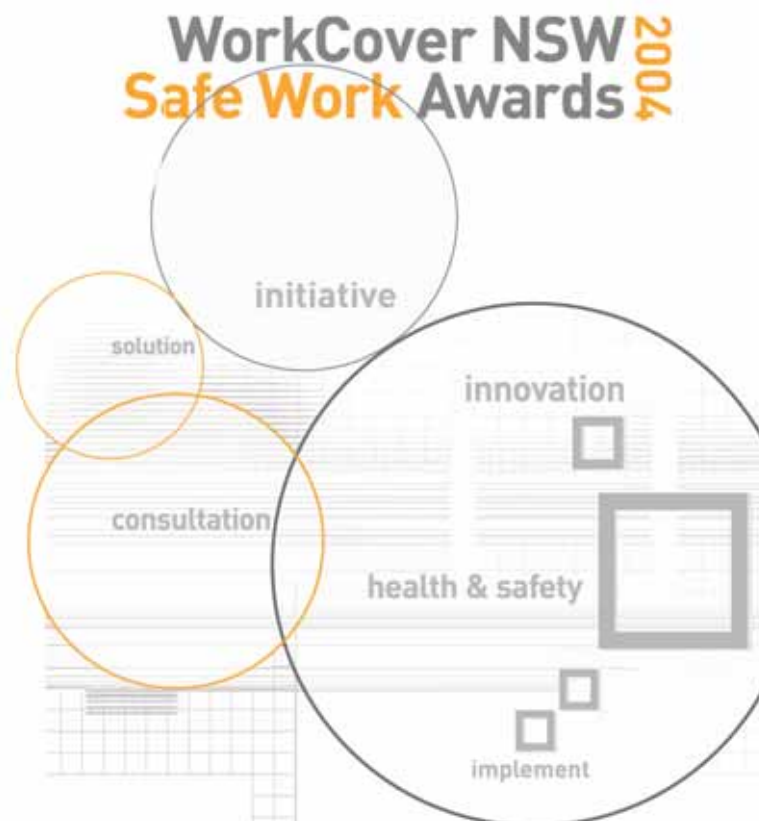 WorkCover NSW 2004
Safe Work Awards
initiative
solution
innovation
consultation
health & safety
implement